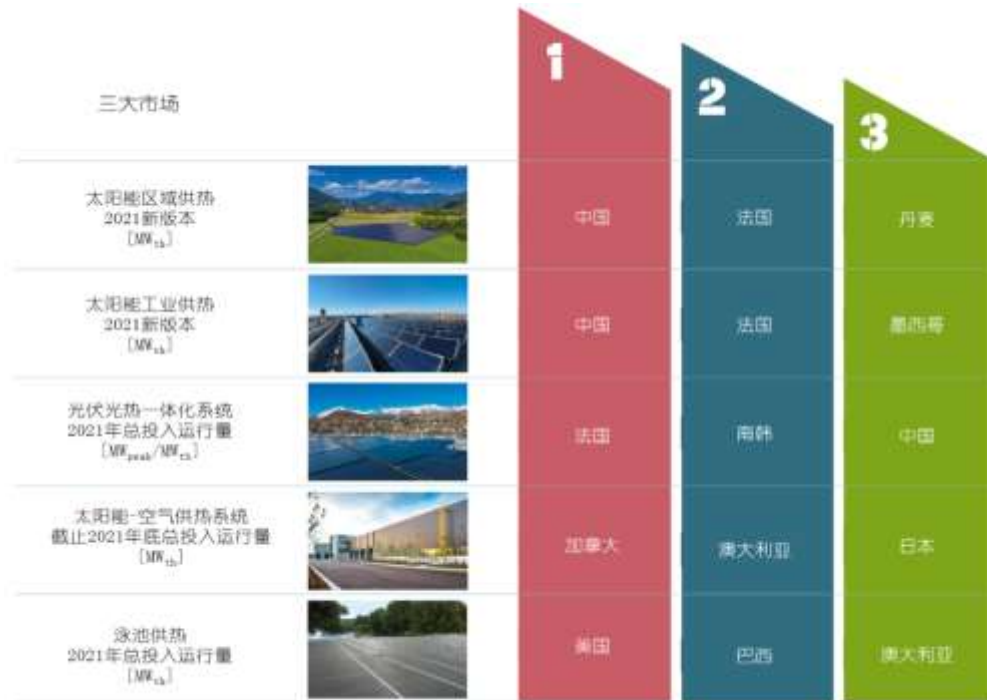 1
2
3
三大市场
太阳能区域供热
2021新版本
[MWth]
中国
法国
丹麦
太阳能工业供热
2021新版本
[MWth]
中国
法国
墨西哥
光伏光热一体化系统
2021年总投入运行量
[MWpeak/MWth]
法国
南韩
中国
太阳能-空气供热系统
截止2021年底总投入运行量
[MWth]
加拿大
澳大利亚
日本
泳池供热
2021年总投入运行量
[MWth]
美国
巴西
澳大利亚